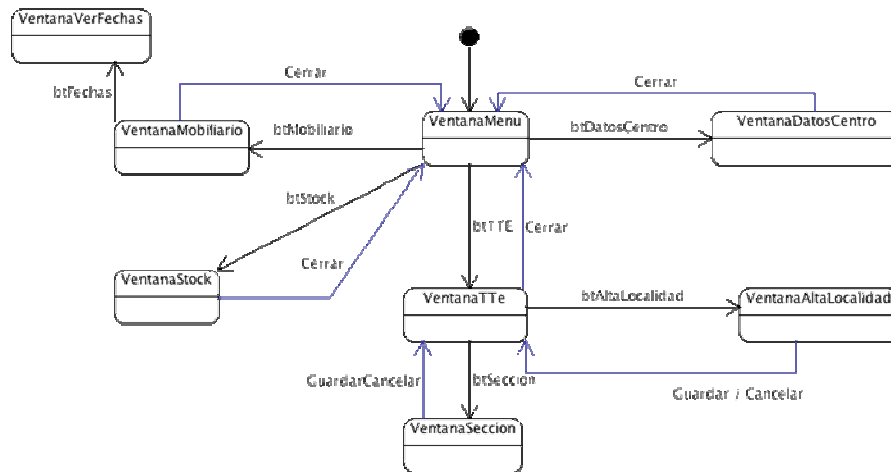 VentanaVerFechas
Cerrar
Cerrar
btFechas
VentanaMobiliario
btMobiliario
VentanaMenu
btDatosCentro
VentanaDatosCentro
btStock
btTTE
Cerrar
Cerrar
VentanaStock
VentanaTTe
btAltaLocalidad
VentanaAltaLocalidad
GuardarCancelar
btSeccion
Guardar / Cancelar
VentanaSeccion